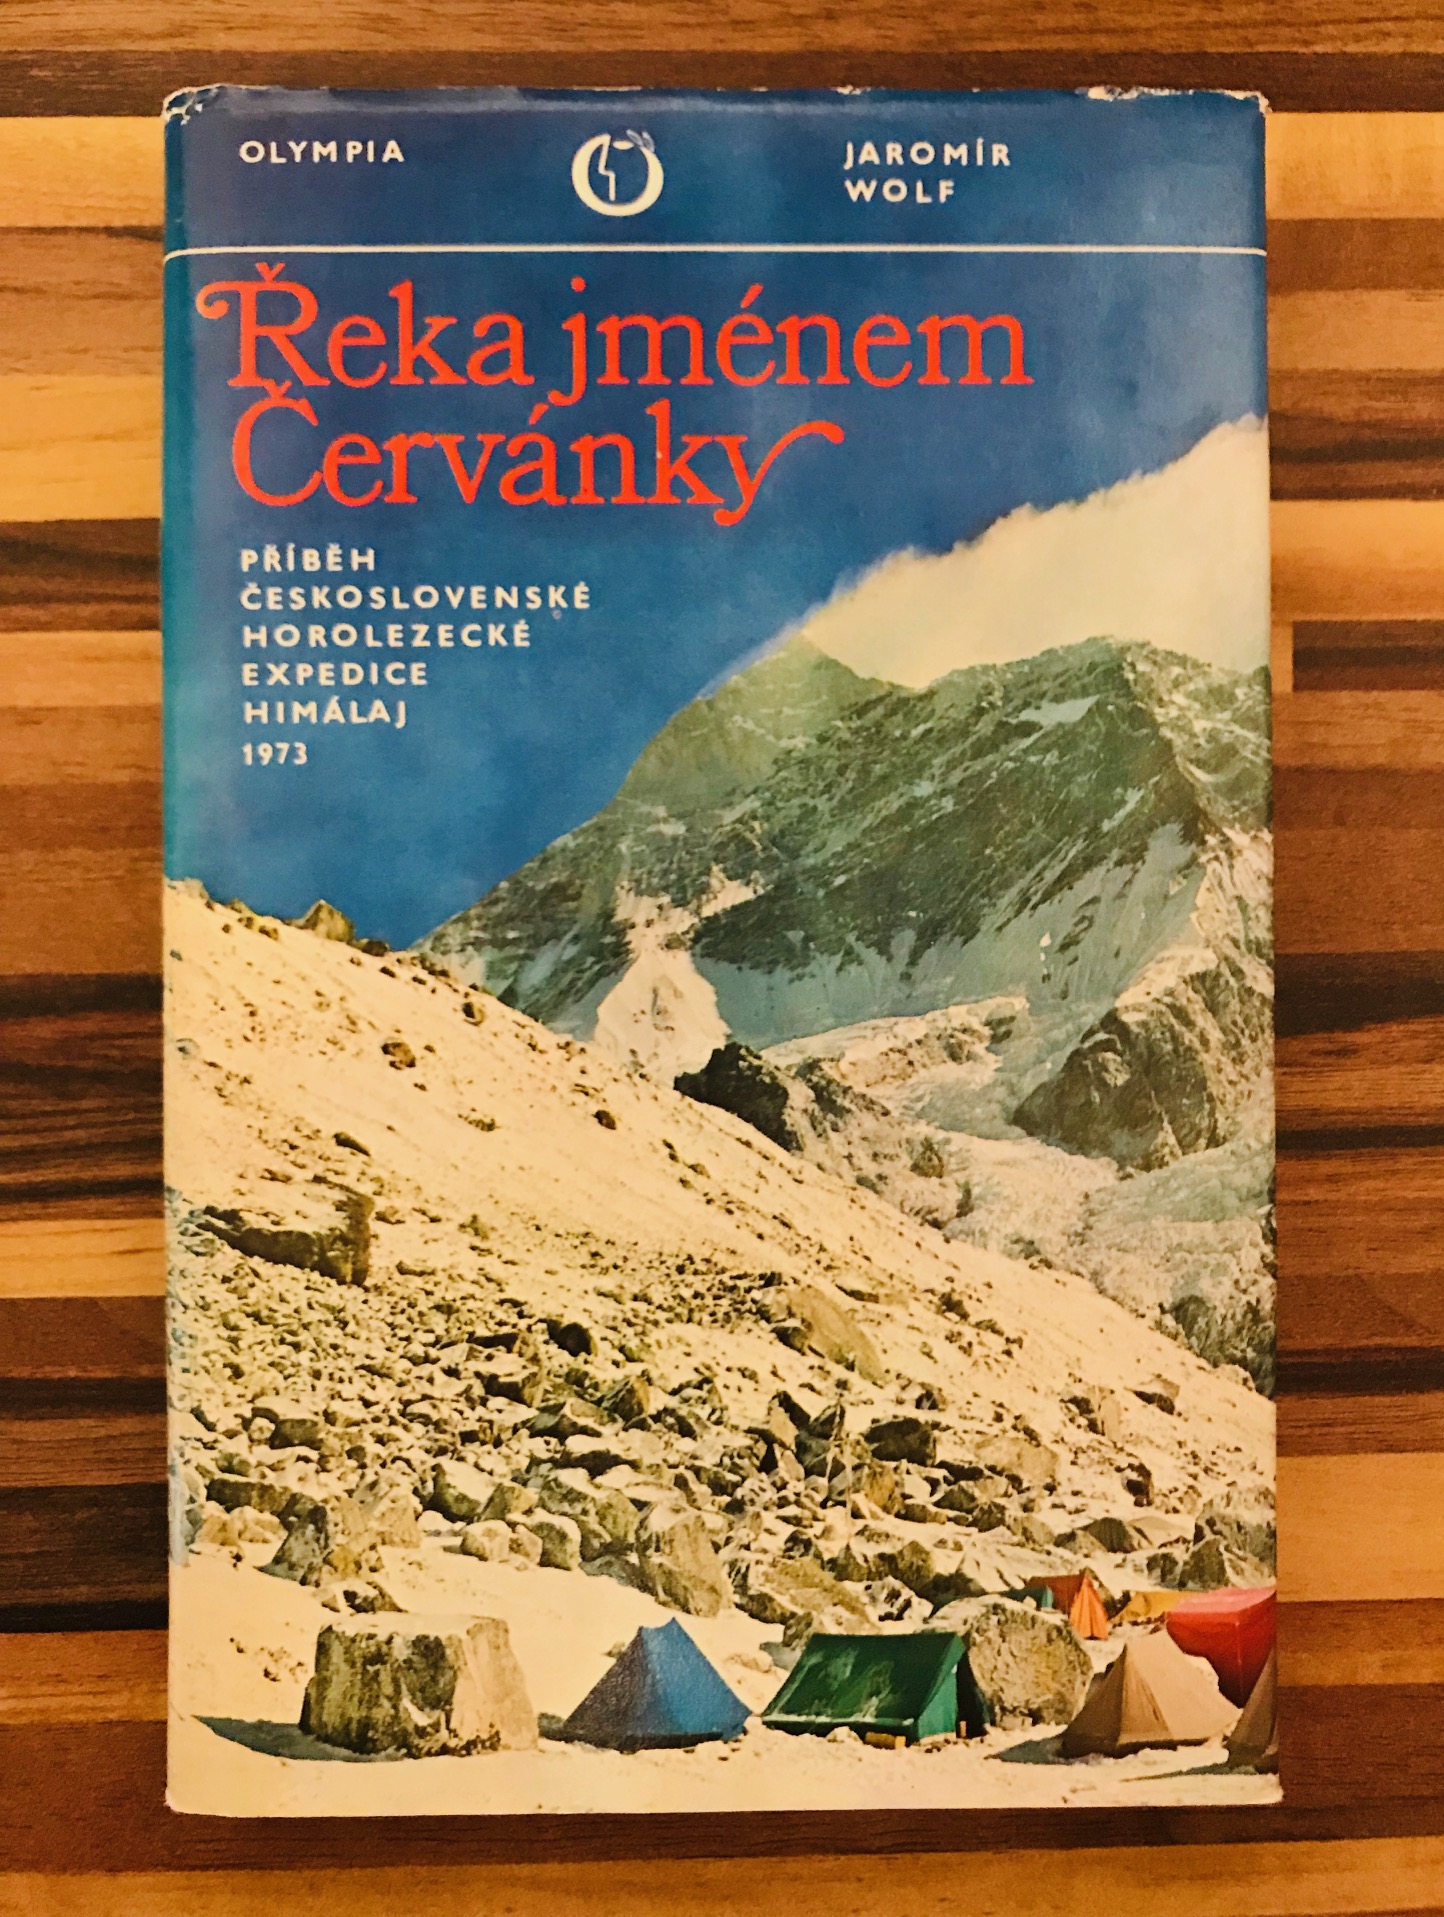 OLYMPIA
JAROMÍR
WOLF
Řeka jménem
Červánky
PŘÍBĚH
ČESKOSLOVENSKÉ
HOROLEZECKÉ
EXPEDICE
HIMÁLAJ
1973